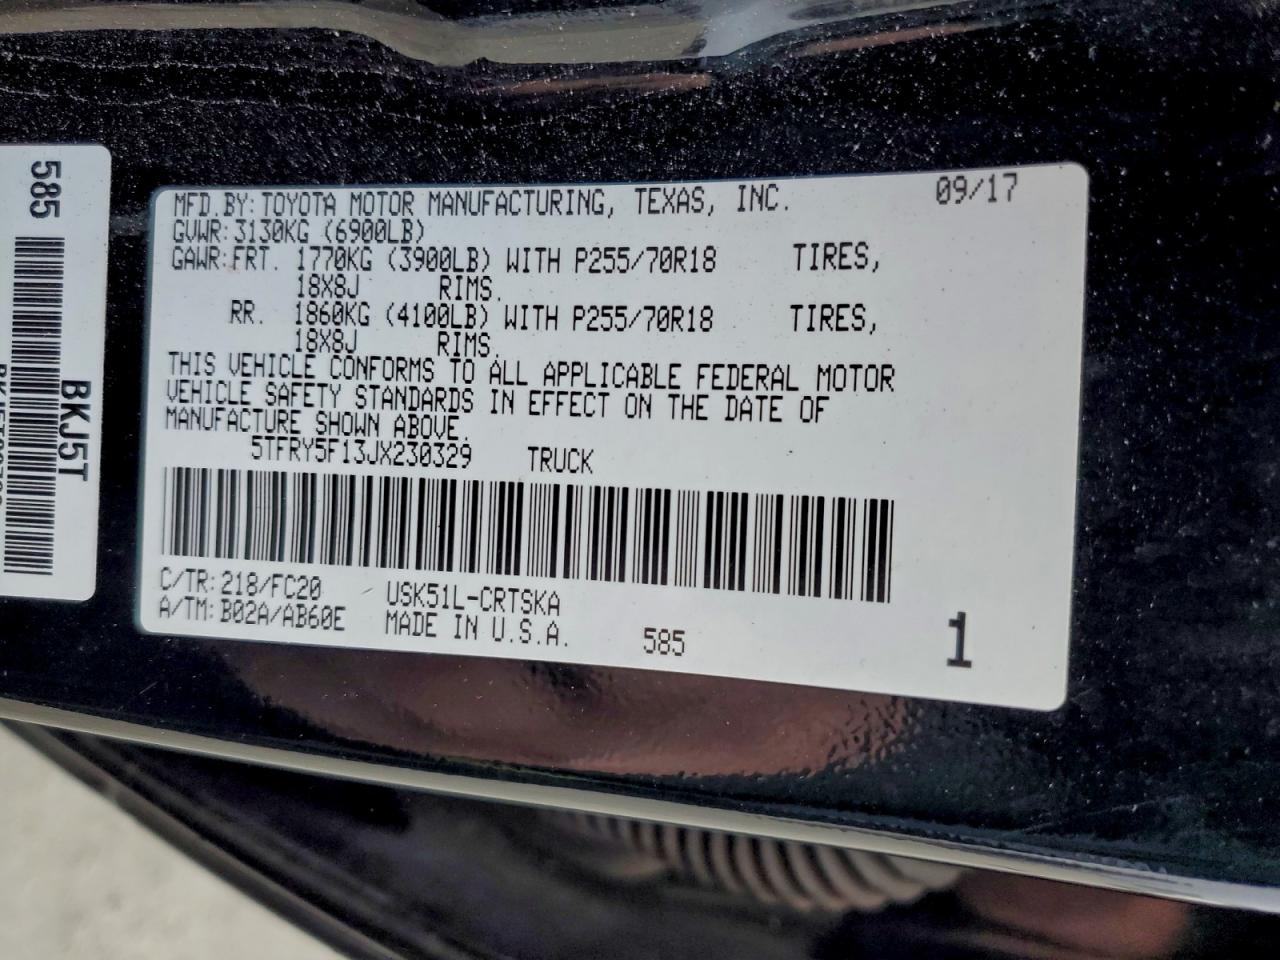 585
BKJ5T
MFD.BY: TOYOTA MOTOR MANUFACTURING, TEXAS, INC. 09/17
GVWR: 3130KG (6900LB)
GAWR: FRT. 1770KG (3900LB) WITH P255/70R18 TIRES,
18X8J RIMS.
RR. 1860KG (4100LB) WITH P255/70R18 TIRES,
18X8J RIMS.
THIS VEHICLE CONFORMS TO ALL APPLICABLE FEDERAL MOTOR
VEHICLE SAFETY STANDARDS IN EFFECT ON THE DATE OF
MANUFACTURE SHOWN ABOVE.
5TFRY5F13JX230329 TRUCK
C/TR: 218/FC20 USK51L-CRTSKA
A/TM: B02A/AB60E MADE IN U.S.A. 585 1